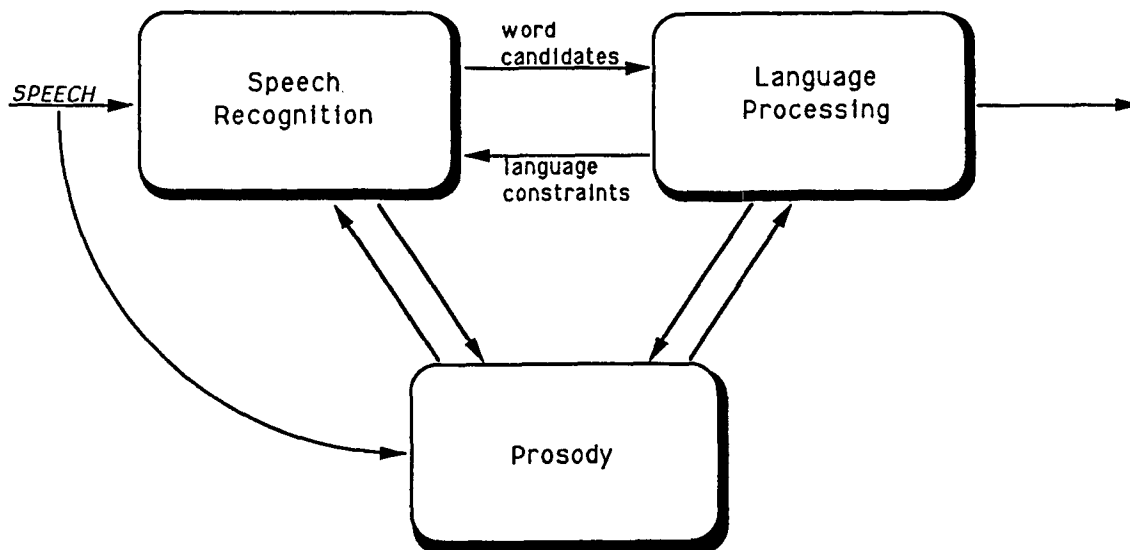 SPEECH
Speech
Recognition
word
candidates
language
constraints
Language
Processing
Prosody